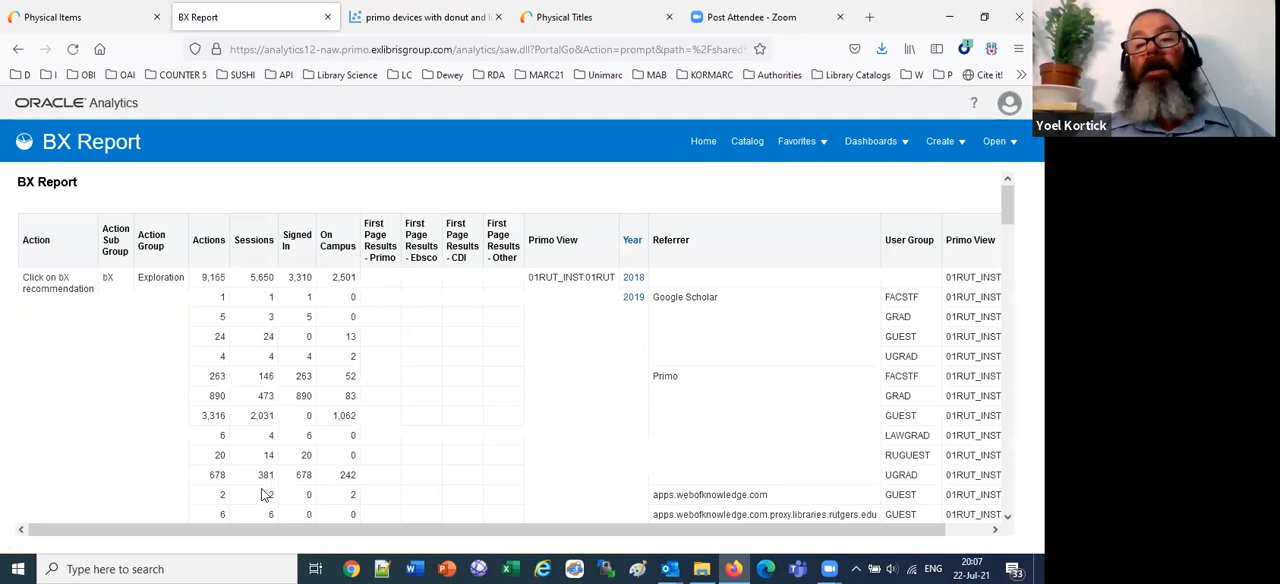 Physical Items
BX Report
primo devices with donut and
Physical Titles
Post Attendee - Zoom
https://analytics12-naw.primo.exlibrisgroup.com/analytics/saw.dll?PortalGo&Action=prompt&path=%2Fshared
D I OBI OAI COUNTER 5 SUSHI API Library Science LC Dewey RDA MARC21 Unimarc MAB KORMARC Authorities Library Catalogs W P Cite it!
Yoel Kortick
ORACLE Analytics ?
BX Report
Home Catalog Favorites Dashboards Create Open
BX Report
Action
Action Sub Group
Action Group
Actions
Sessions
Signed In
On Campus
First Page Results - Primo
First Page Results - Ebsco
First Page Results - CDI
First Page Results - Other
Primo View
Year
Referrer
User Group
Primo View
Click on bX recommendation bX Exploration 9,165 5,650 3,310 2,501 01RUT_INST:01RUT 2018 01RUT_INST
1 1 1 0 2019 Google Scholar FACSTF 01RUT_INST
5 3 5 0 GRAD 01RUT_INST
24 24 0 13 GUEST 01RUT_INST
4 4 4 2 UGRAD 01RUT_INST
263 146 263 52 Primo FACSTF 01RUT_INST
890 473 890 83 GRAD 01RUT_INST
3,316 2,031 0 1,062 GUEST 01RUT_INST
6 4 6 0 LAWGRAD 01RUT_INST
20 14 20 0 RUGUEST 01RUT_INST
678 381 678 242 UGRAD 01RUT_INST
2 2 0 2 apps.webofknowledge.com GUEST 01RUT_INST
6 6 0 0 apps.webofknowledge.com.proxy.libraries.rutgers.edu GUEST 01RUT_INST
Type here to search
ENG
20:07
22-Jul-21
33